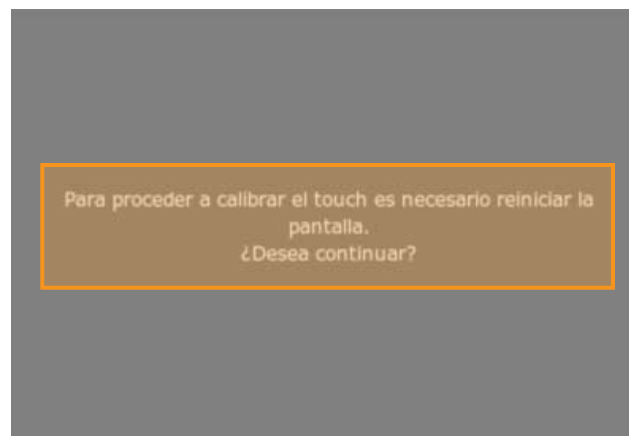 Para proceder a calibrar el touch es necesario reiniciar la
pantalla.
¿Desea continuar?